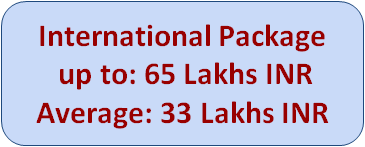 International Package
up to: 65 Lakhs INR
Average: 33 Lakhs INR